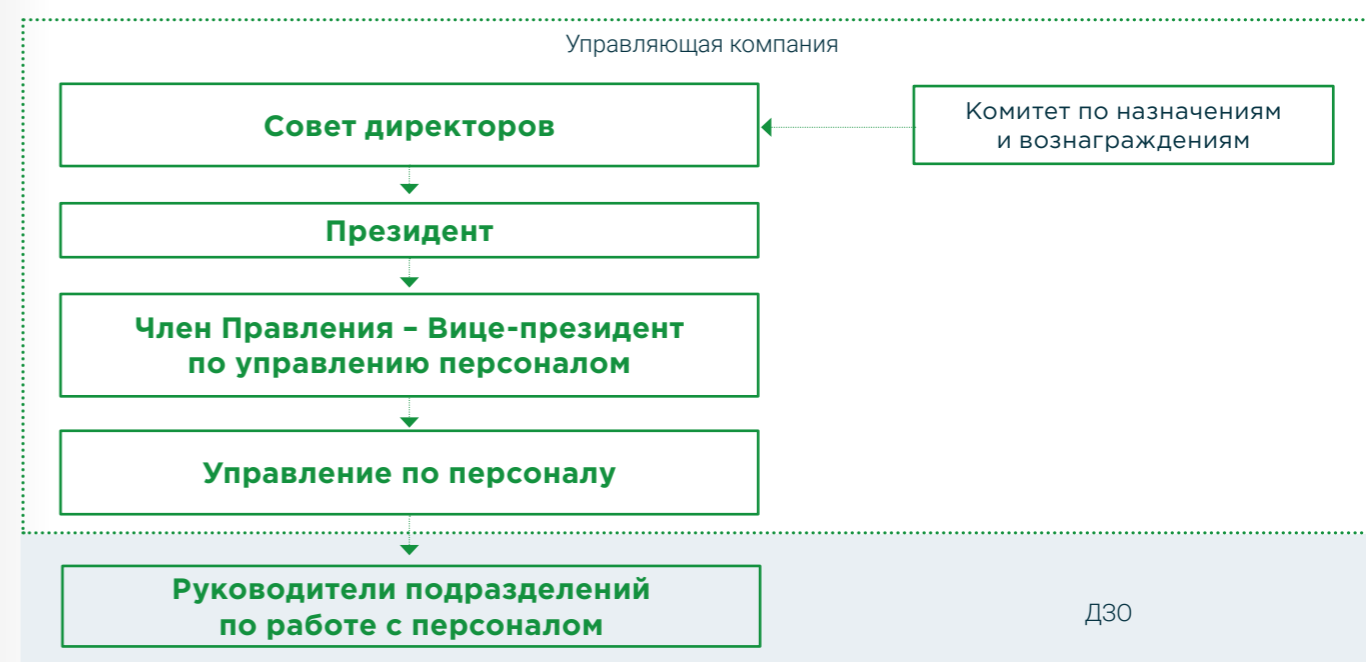 Управляющая компания
Совет директоров
Комитет по назначениям
и вознаграждениям
Президент
Член Правления – Вице-президент
по управлению персоналом
Управление по персоналу
Руководители подразделений
по работе с персоналом
ДЗО